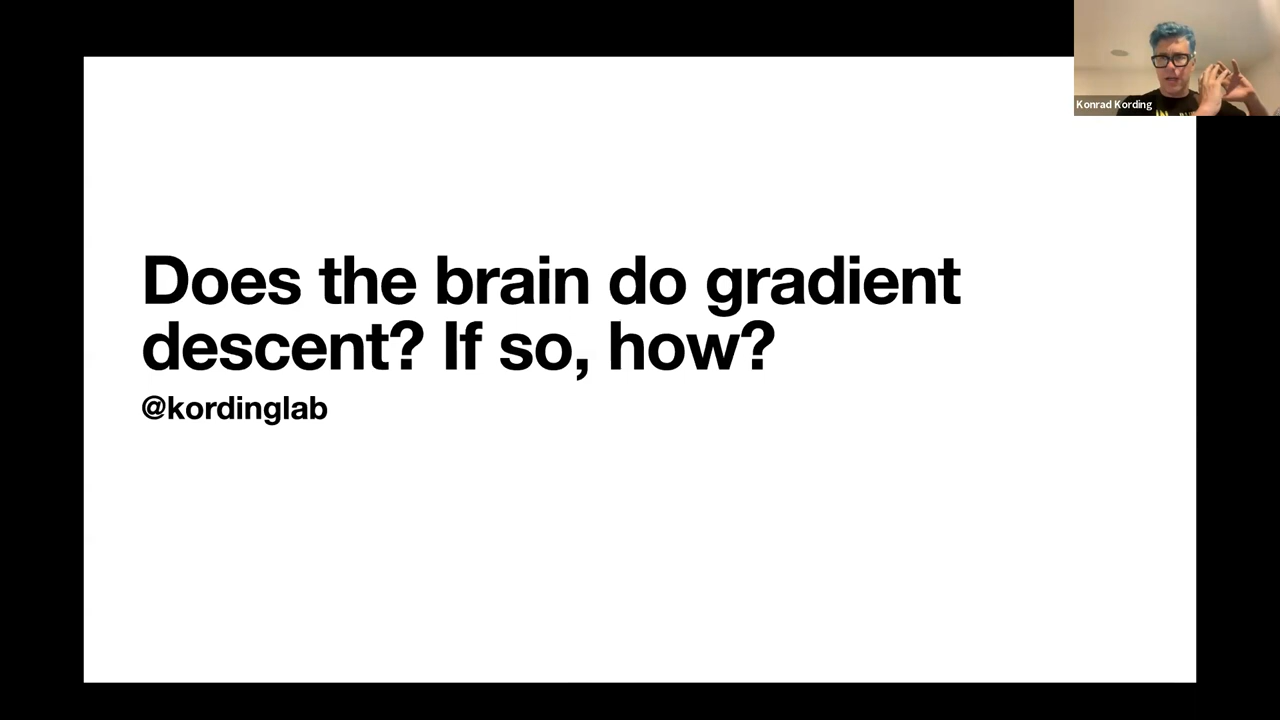 Konrad Kording
Does the brain do gradient
descent? If so, how?
@kordinglab